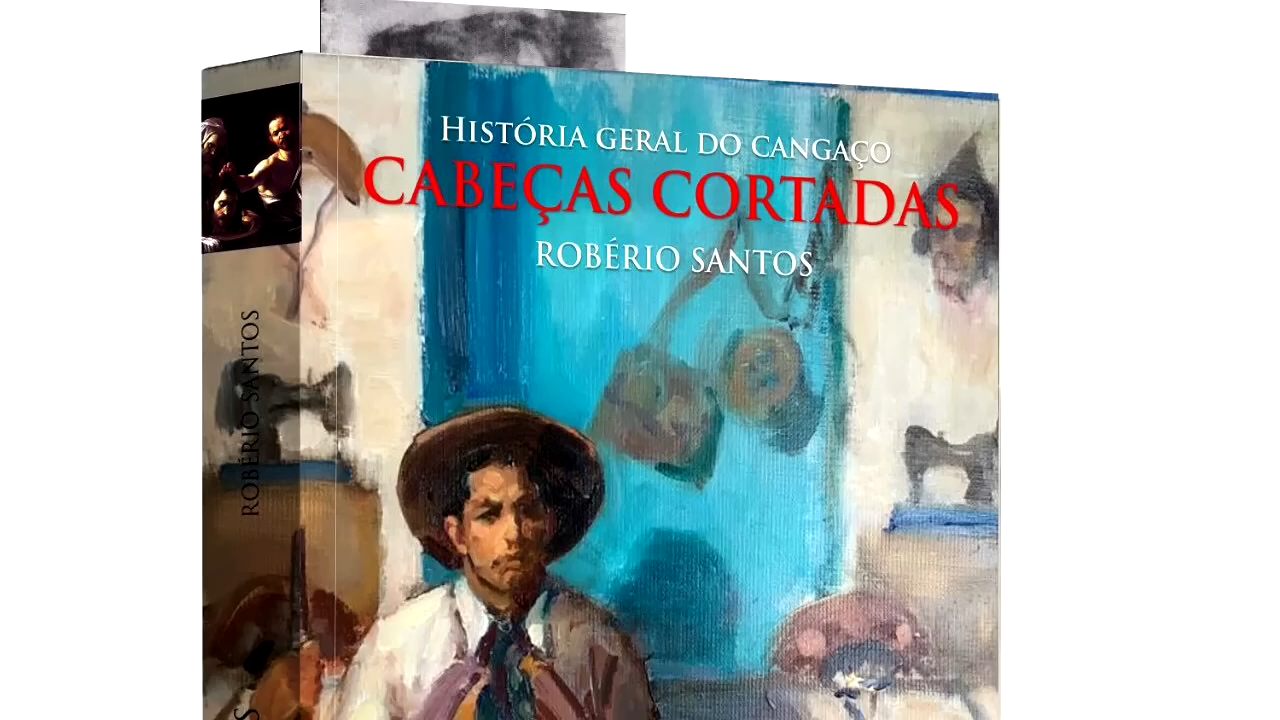 HISTÓRIA GERAL DO CANGAÇO
CABEÇAS CORTADAS
ROBÉRIO SANTOS
ROBÉRIO SANTOS